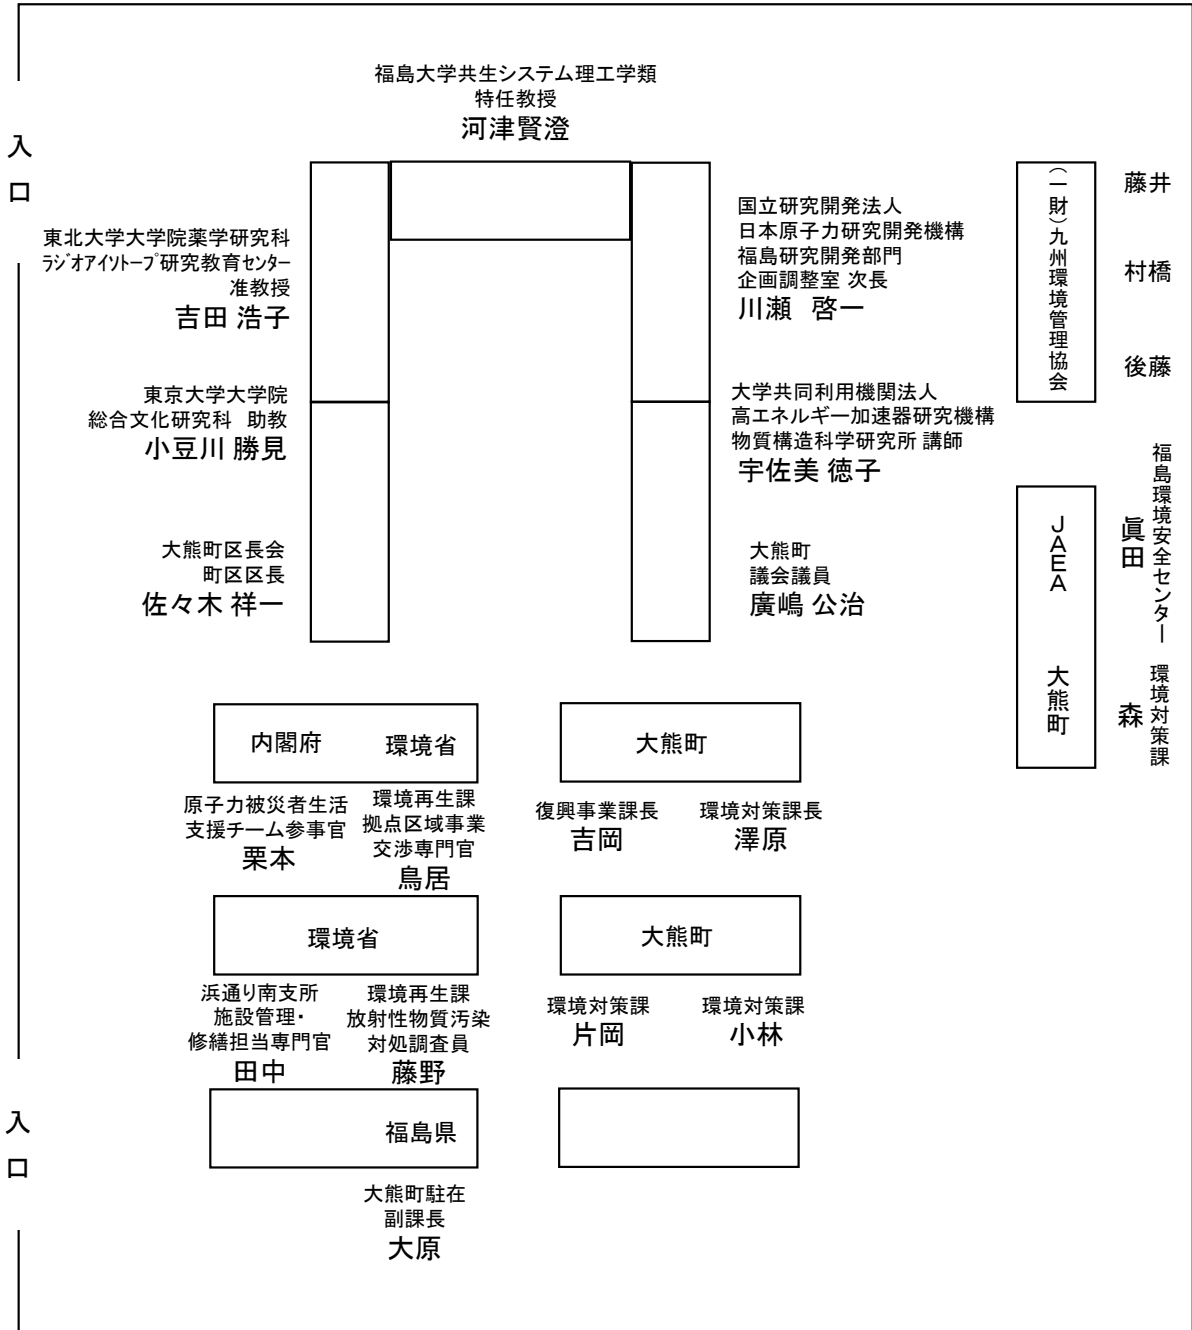 福島大学共生システム理工学類
特任教授
河津賢澄
入
口
東北大学大学院薬学研究科
ラジオアイソトープ研究教育センター
准教授
吉田 浩子
東京大学大学院
総合文化研究科 助教
小豆川 勝見
大熊町区長会
町区区長
佐々木 祥一
国立研究開発法人
日本原子力研究開発機構
福島研究開発部門
企画調整室 次長
川瀬 啓一
大学共同利用機関法人
高エネルギー加速器研究機構
物質構造科学研究所 講師
宇佐美 徳子
大熊町
議会議員
廣嶋 公治
（一財）九州環境管理協会
藤井
村橋
後藤
JAEA
福島環境安全センター
眞田
大熊町
環境対策課
森
内閣府 環境省
原子力被災者生活
支援チーム参事官
栗本
環境再生課
拠点区域事業
交渉専門官
鳥居
大熊町
復興事業課長
吉岡
環境対策課長
澤原
環境省
浜通り南支所
施設管理・
修繕担当専門官
田中
環境再生課
放射性物質汚染
対処調査員
藤野
大熊町
環境対策課
片岡
環境対策課
小林
入
口
福島県
大熊町駐在
副課長
大原